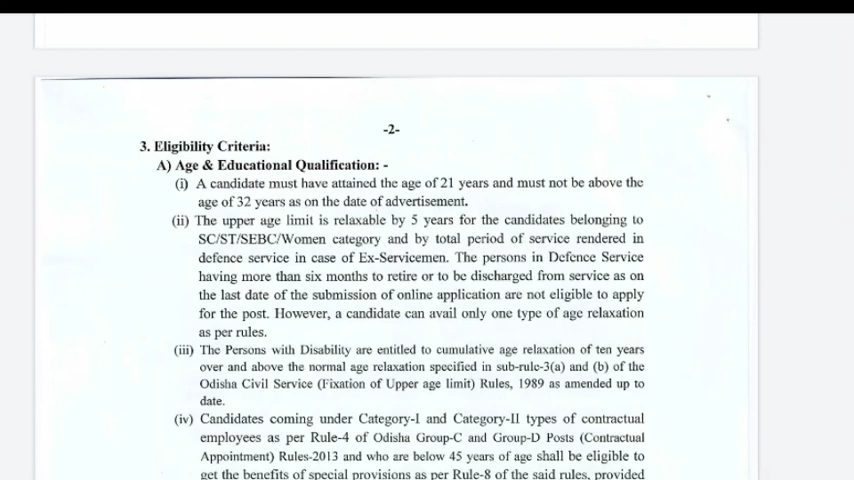 -2-
3. Eligibility Criteria:
A) Age & Educational Qualification: -
(i) A candidate must have attained the age of 21 years and must not be above the
age of 32 years as on the date of advertisement.
(ii) The upper age limit is relaxable by 5 years for the candidates belonging to
SC/ST/SEBC/Women category and by total period of service rendered in
defence service in case of Ex-Servicemen. The persons in Defence Service
having more than six months to retire or to be discharged from service as on
the last date of the submission of online application are not eligible to apply
for the post. However, a candidate can avail only one type of age relaxation
as per rules.
(iii) The Persons with Disability are entitled to cumulative age relaxation of ten years
over and above the normal age relaxation specified in sub-rule-3(a) and (b) of the
Odisha Civil Service (Fixation of Upper age limit) Rules, 1989 as amended up to
date.
(iv) Candidates coming under Category-I and Category-II types of contractual
employees as per Rule-4 of Odisha Group-C and Group-D Posts (Contractual
Appointment) Rules-2013 and who are below 45 years of age shall be eligible to
get the benefits of special provisions as per Rule-8 of the said rules, provided